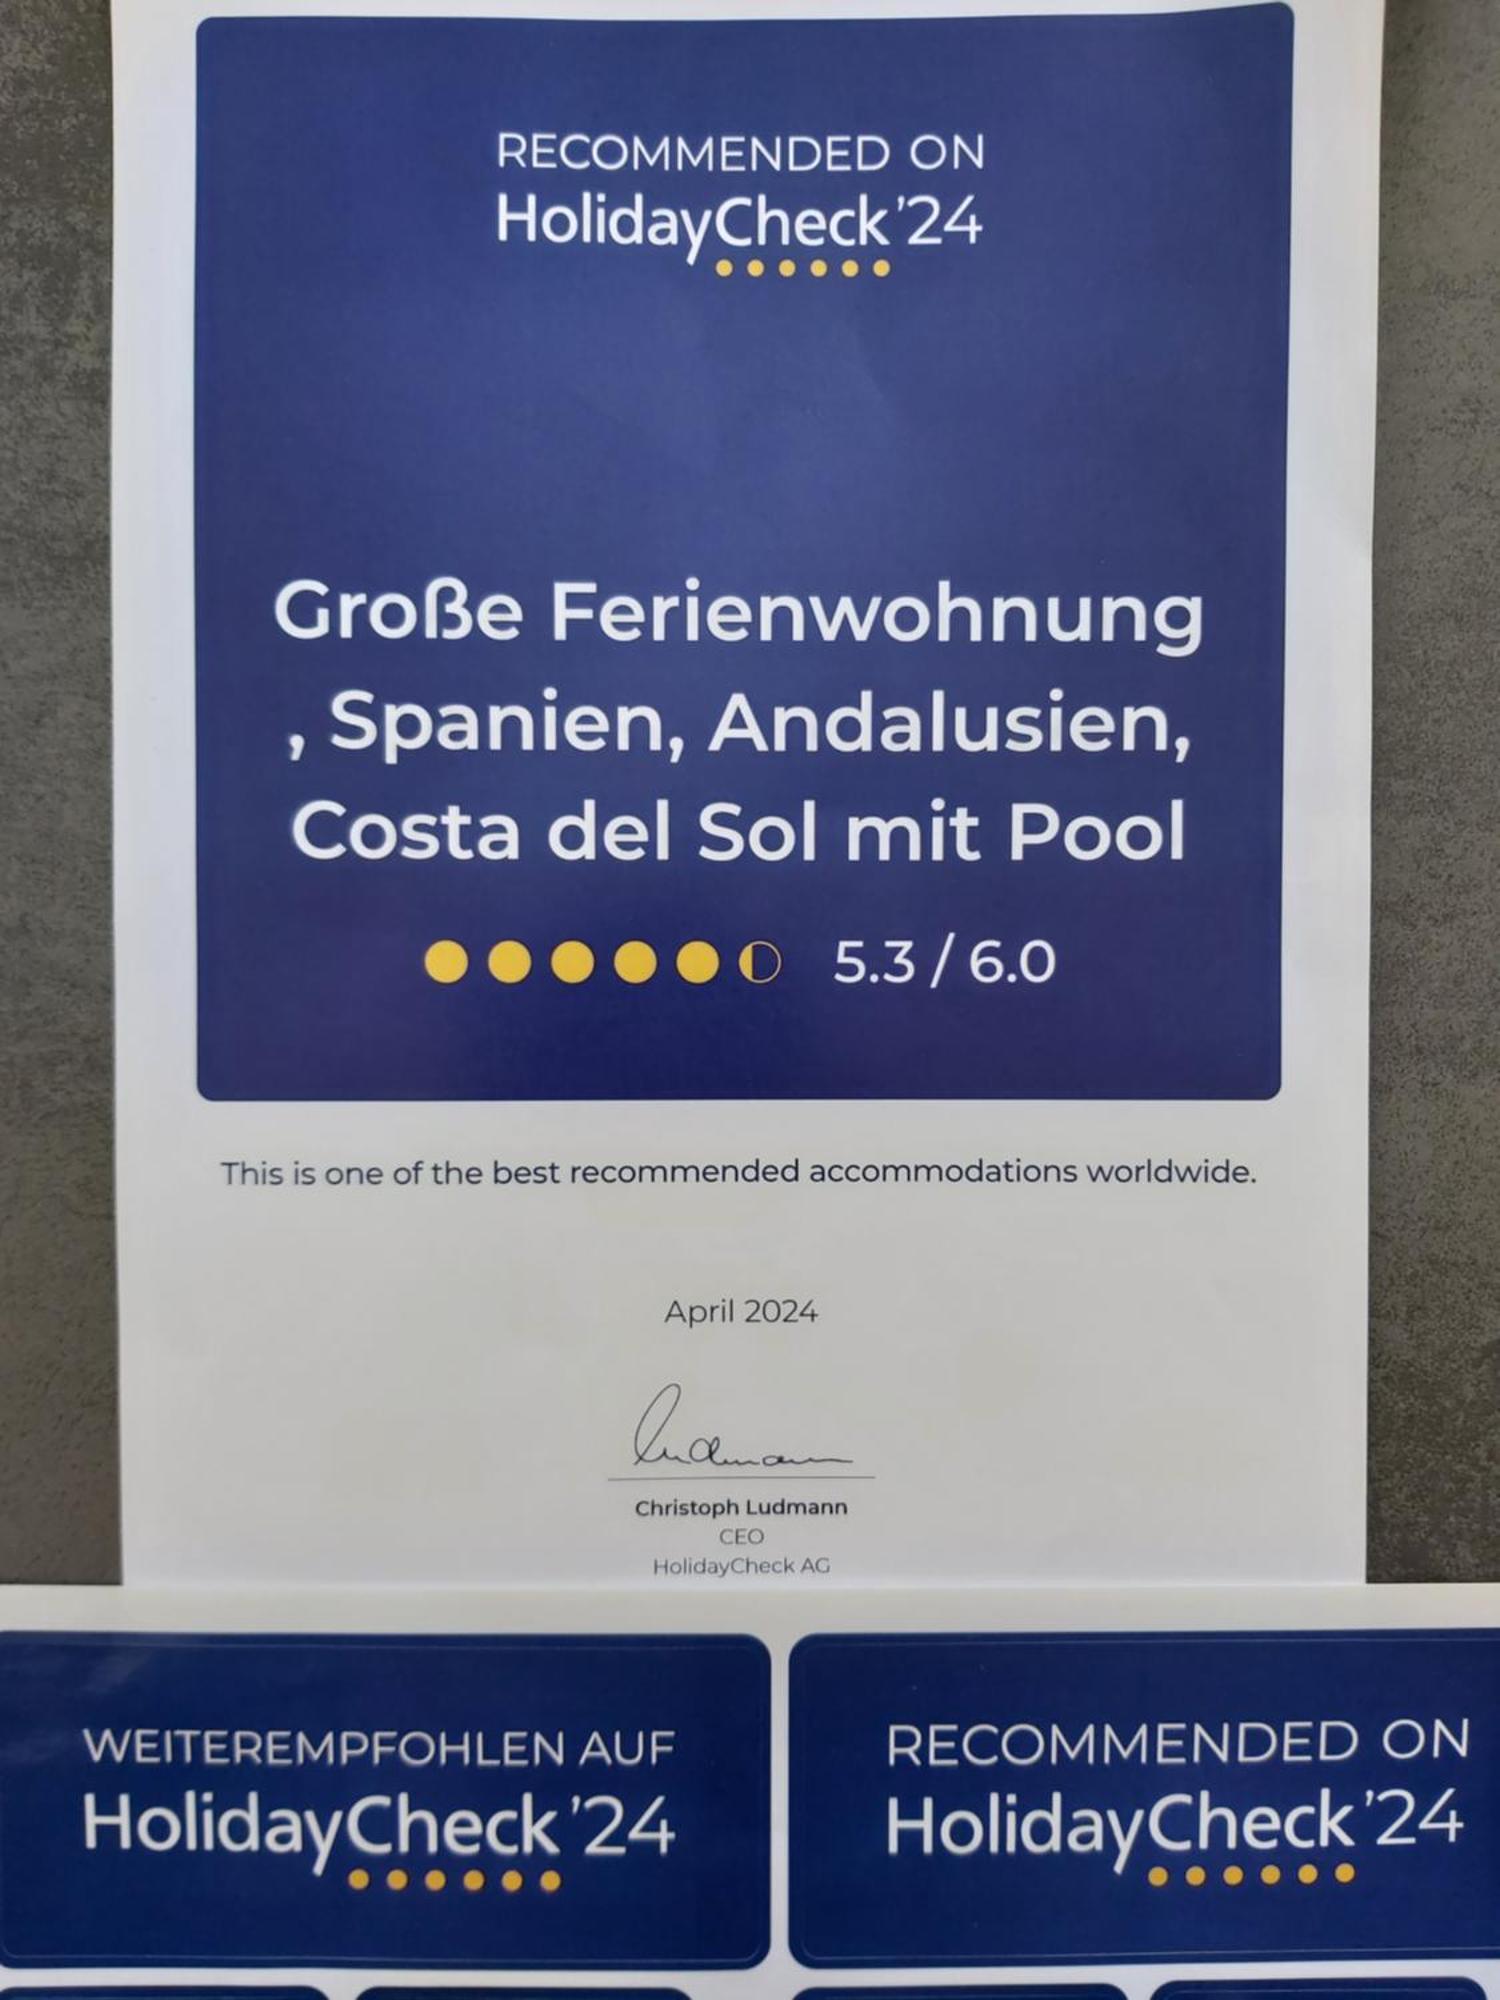 RECOMMENDED ON
HolidayCheck '24
Große Ferienwohnung
, Spanien, Andalusien,
Costa del Sol mit Pool
5.3 / 6.0
This is one of the best recommended accommodations worldwide.
April 2024
Ludmann
Christoph Ludmann
CEO
HolidayCheck AG
WEITEREMPFOHLEN AUF
HolidayCheck '24
RECOMMENDED ON
HolidayCheck '24